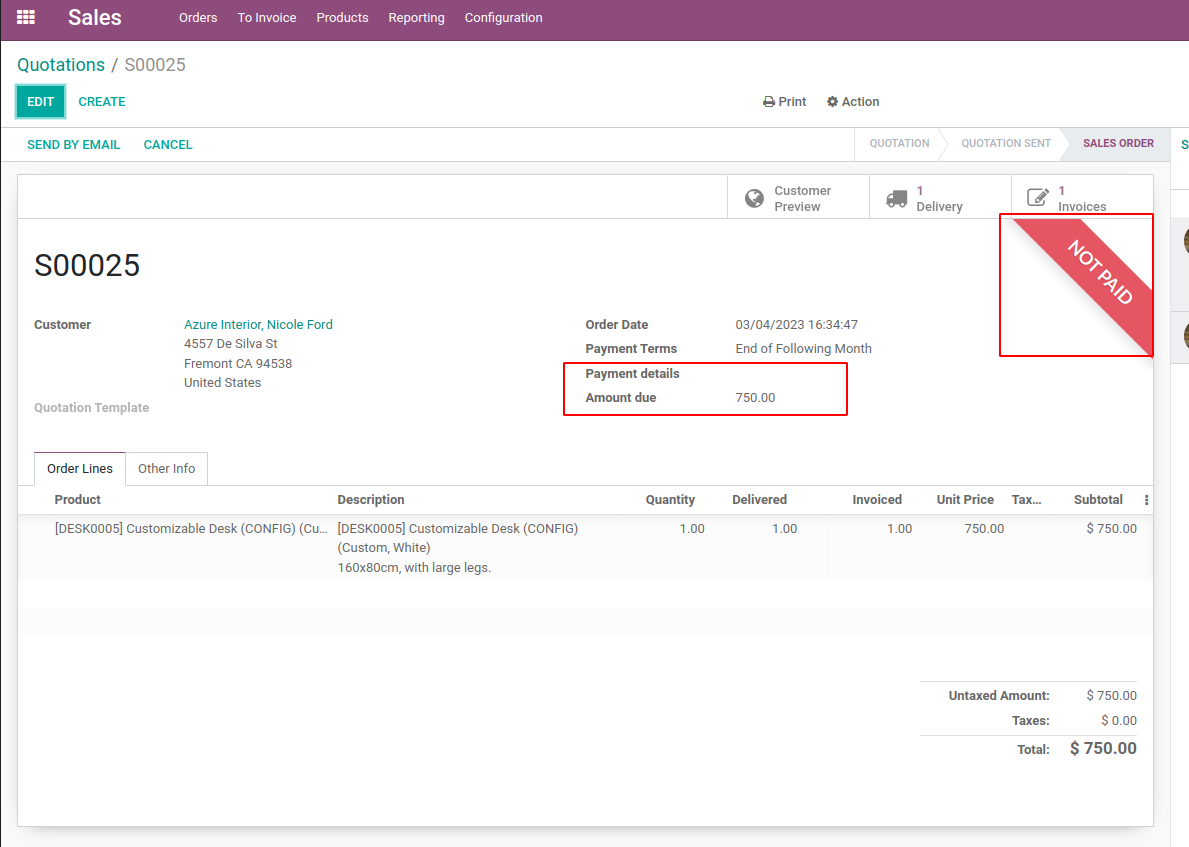 Sales Orders To Invoice Products Reporting Configuration
Quotations / S00025
EDIT CREATE Print Action
SEND BY EMAIL CANCEL QUOTATION QUOTATION SENT SALES ORDER S
Customer Preview
1 Delivery
1 Invoices
NOT PAID
S00025
Customer Azure Interior, Nicole Ford
4557 De Silva St
Fremont CA 94538
United States
Quotation Template
Order Date 03/04/2023 16:34:47
Payment Terms End of Following Month
Payment details
Amount due 750.00
Order Lines Other Info
Product Description Quantity Delivered Invoiced Unit Price Tax... Subtotal
[DESK0005] Customizable Desk (CONFIG) (Cu... [DESK0005] Customizable Desk (CONFIG) 1.00 1.00 1.00 750.00 $ 750.00
(Custom, White)
160x80cm, with large legs.
Untaxed Amount: $ 750.00
Taxes: $ 0.00
Total: $ 750.00